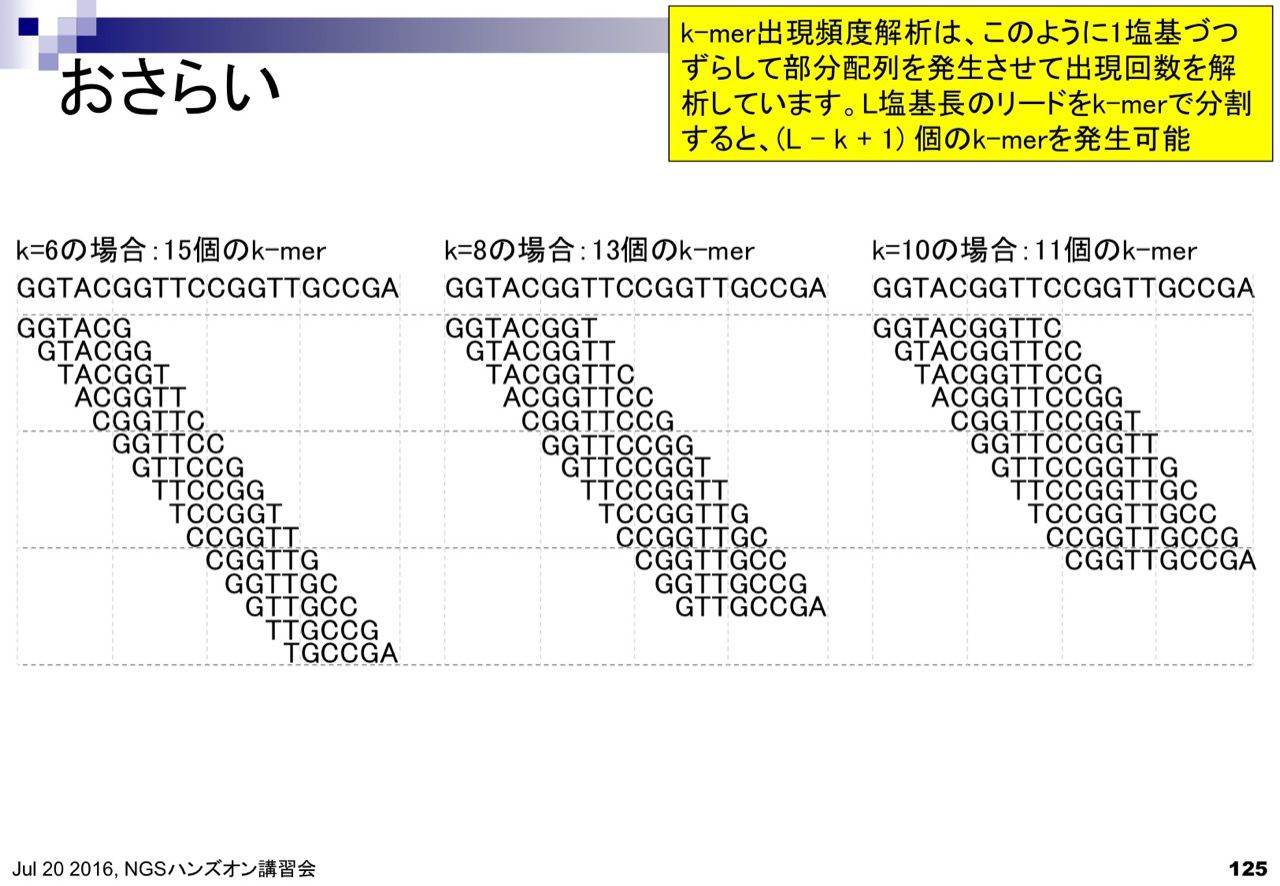 おさらい
k-mer出現頻度解析は、このように1塩基づつ
ずらして部分配列を発生させて出現回数を解
析しています。L塩基長のリードをk-merで分割
すると、(L - k + 1) 個のk-merを発生可能
k=6の場合:15個のk-mer
GGTACGGTTCCGGTTGCCGA
GGTACG
GTACGG
TACGGT
ACGGTT
CGGTTC
GGTTCC
GTTCCG
TTCCGG
TCCGGT
CCGGTT
CGGTTG
GGTTGC
GTTGCC
TTGCCG
TGCCGA
k=8の場合:13個のk-mer
GGTACGGTTCCGGTTGCCGA
GGTACGGT
GTACGGTT
TACGGTTC
ACGGTTCC
CGGTTCCG
GGTTCCGG
GTTCCGGT
TTCCGGTT
TCCGGTTG
CCGGTTGC
CGGTTGCC
GGTTGCCG
GTTGCCGA
k=10の場合:11個のk-mer
GGTACGGTTCCGGTTGCCGA
GGTACGGTTC
GTACGGTTCC
TACGGTTCCG
ACGGTTCCGG
CGGTTCCGGT
GGTTCCGGTT
GTTCCGGTTG
TTCCGGTTGC
TCCGGTTGCC
CCGGTTGCCG
CGGTTGCCGA
Jul 20 2016, NGSハンズオン講習会
125